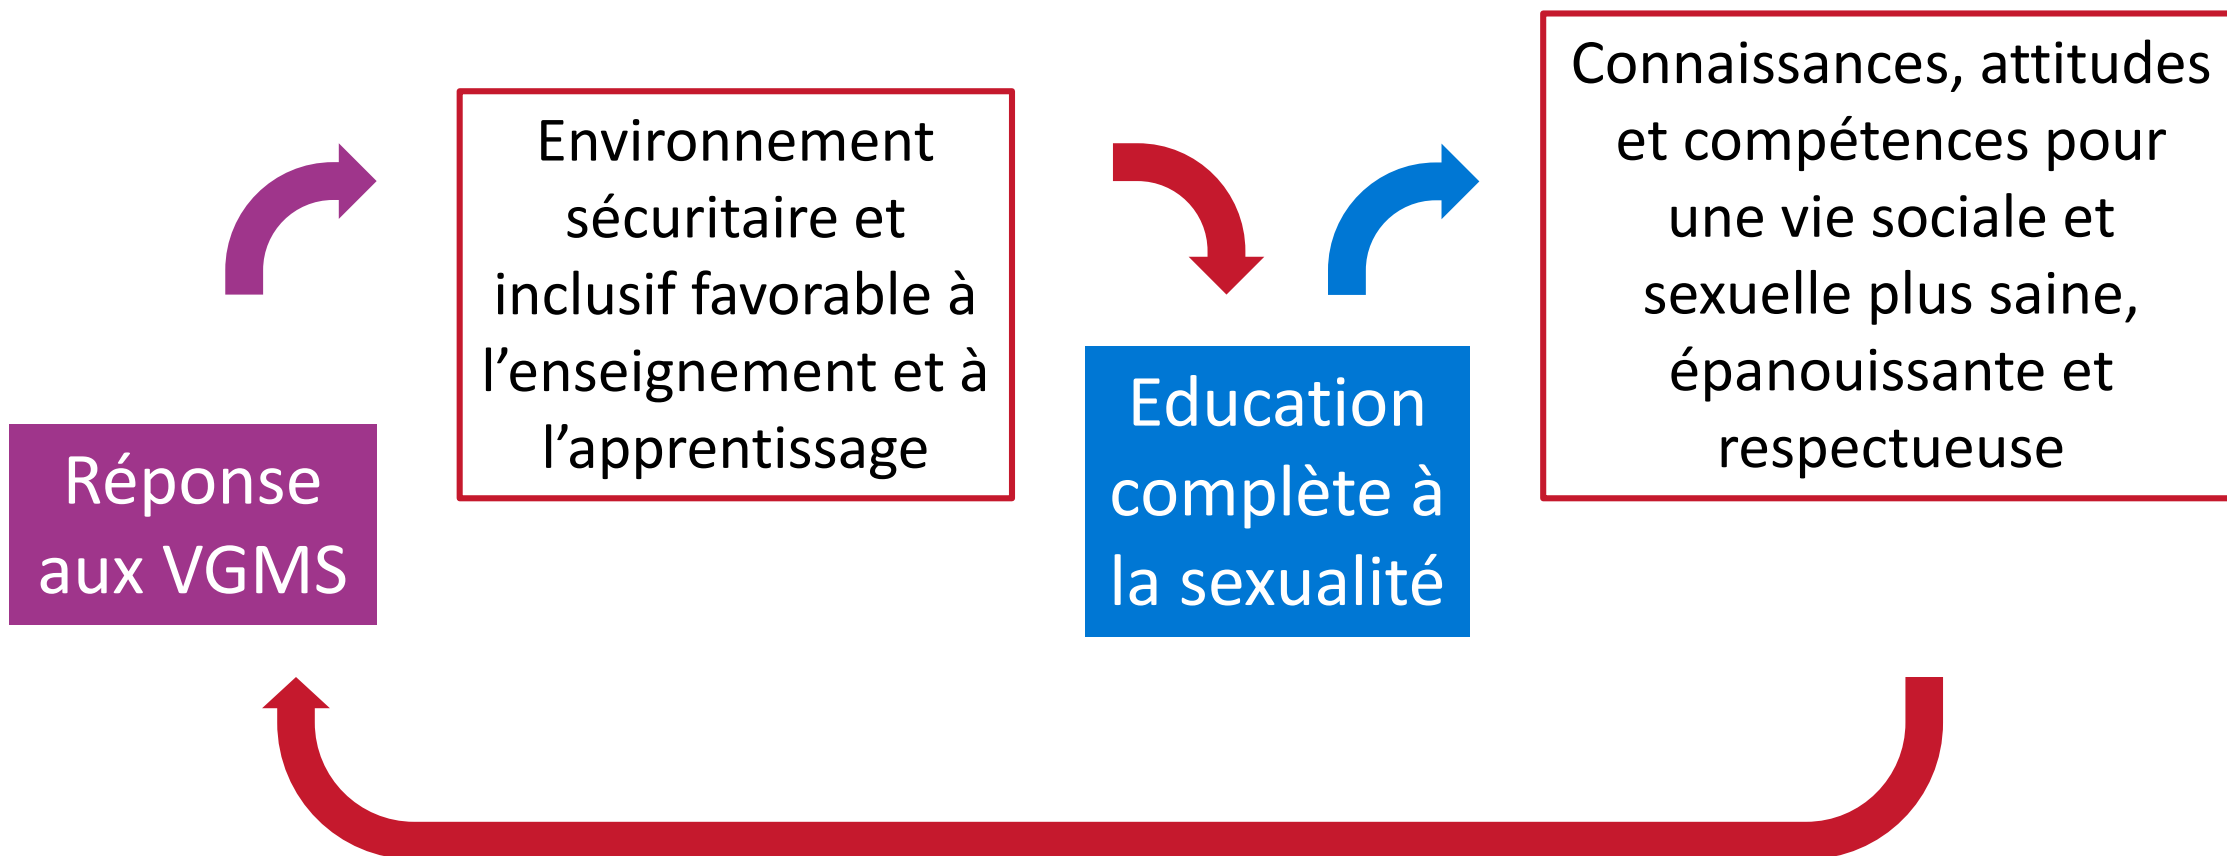 Réponse
aux VGMS
Environnement
sécuritaire et
inclusif favorable à
l’enseignement et à
l’apprentissage
Education
complète à
la sexualité
Connaissances, attitudes
et compétences pour
une vie sociale et
sexuelle plus saine,
épanouissante et
respectueuse